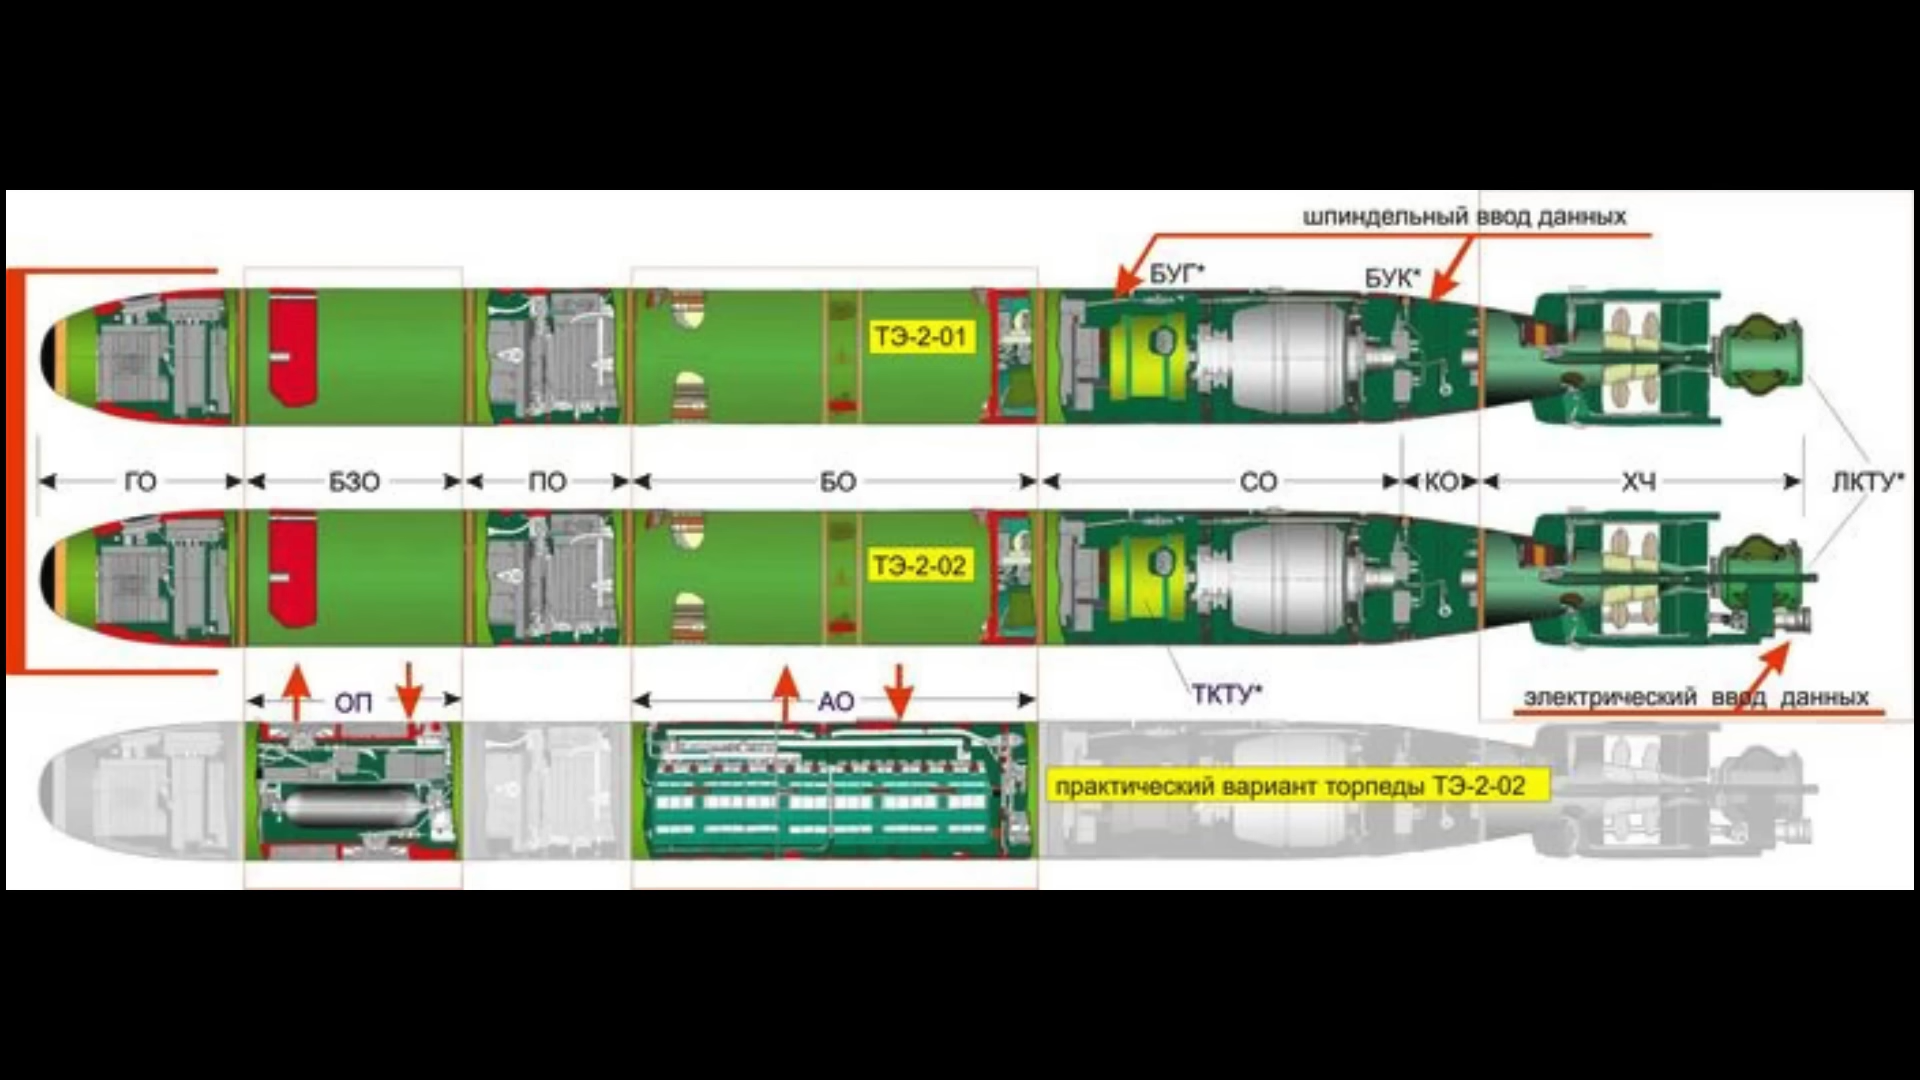 шпиндельный ввод данных
БУГ*
БУК*
ТЭ-2-01
ГО
БЗО
ПО
БО
СО
КО
ХЧ
ЛКТУ*
ТЭ-2-02
ТКТУ*
электрический ввод данных
ОП
АО
практический вариант торпеды ТЭ-2-02